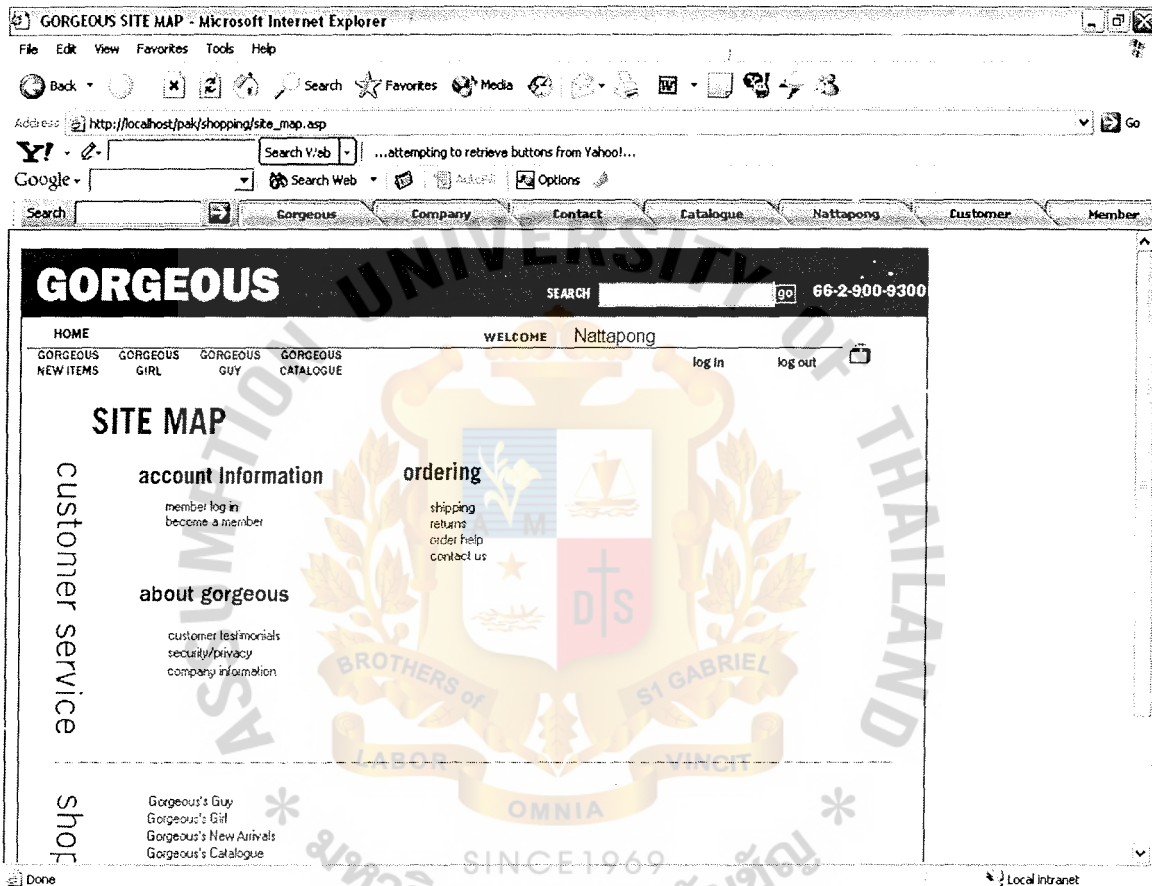 GORGEOUS SITE MAP - Microsoft Internet Explorer
File Edit View Favorites Tools Help
Back Search Favorites Media
Address http://localhost/pak/shopping/site_map.asp Go
Y! Search Web ...attempting to retrieve buttons from Yahoo!...
Google Search Web AutoFill Options
Search Gorgeous Company Contact Catalogue Nattapong Customer Member
GORGEOUS
SEARCH go 66-2-900-9300
HOME
WELCOME Nattapong
GORGEOUS NEW ITEMS
GORGEOUS GIRL
GORGEOUS GUY
GORGEOUS CATALOGUE
log in log out
SITE MAP
customer service
account information
member log in
become a member
ordering
shipping
returns
order help
contact us
about gorgeous
customer testimonials
security/privacy
company information
shop
Gorgeous's Guy
Gorgeous's Girl
Gorgeous's New Arrivals
Gorgeous's Catalogue
Done Local intranet
ASSUMPTION UNIVERSITY OF THAILAND
A M
D S
BROTHERS of ST GABRIEL
LABOR OMNIA VINCIT
SINCE 1969